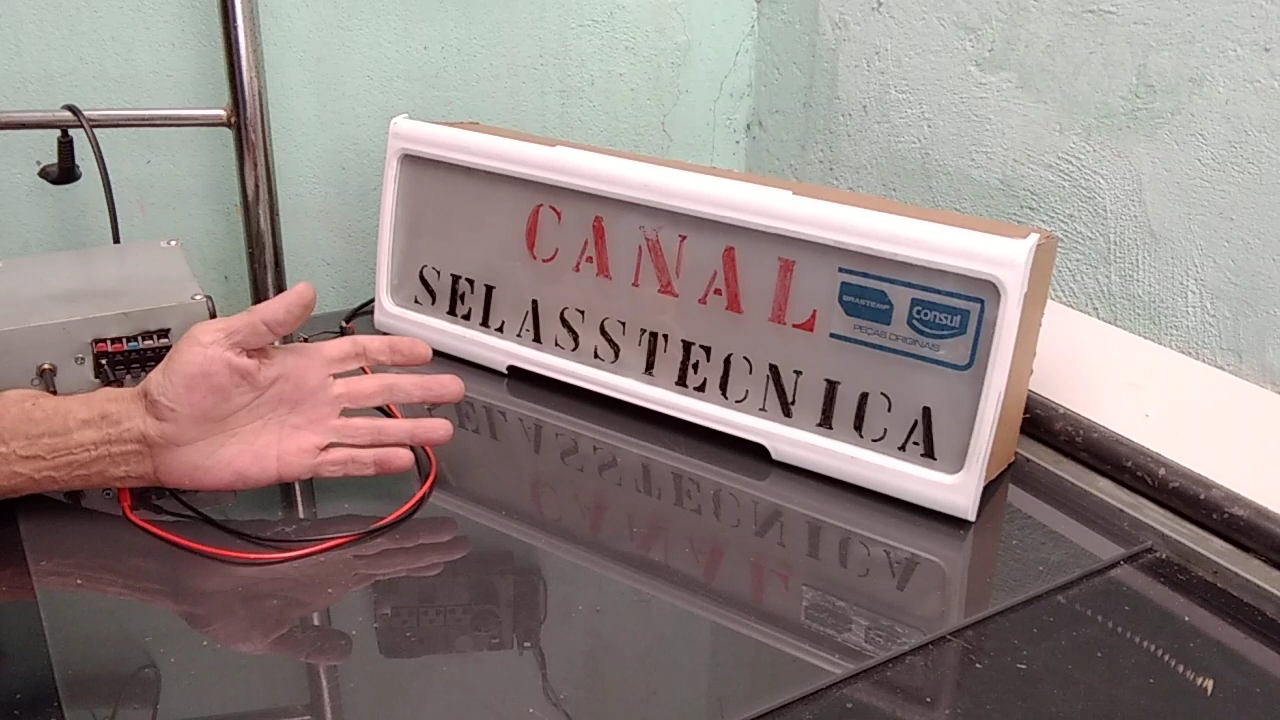 CANAL
SELASSTECNICA
BRASTEMP
Consul
PEÇAS ORIGINAIS